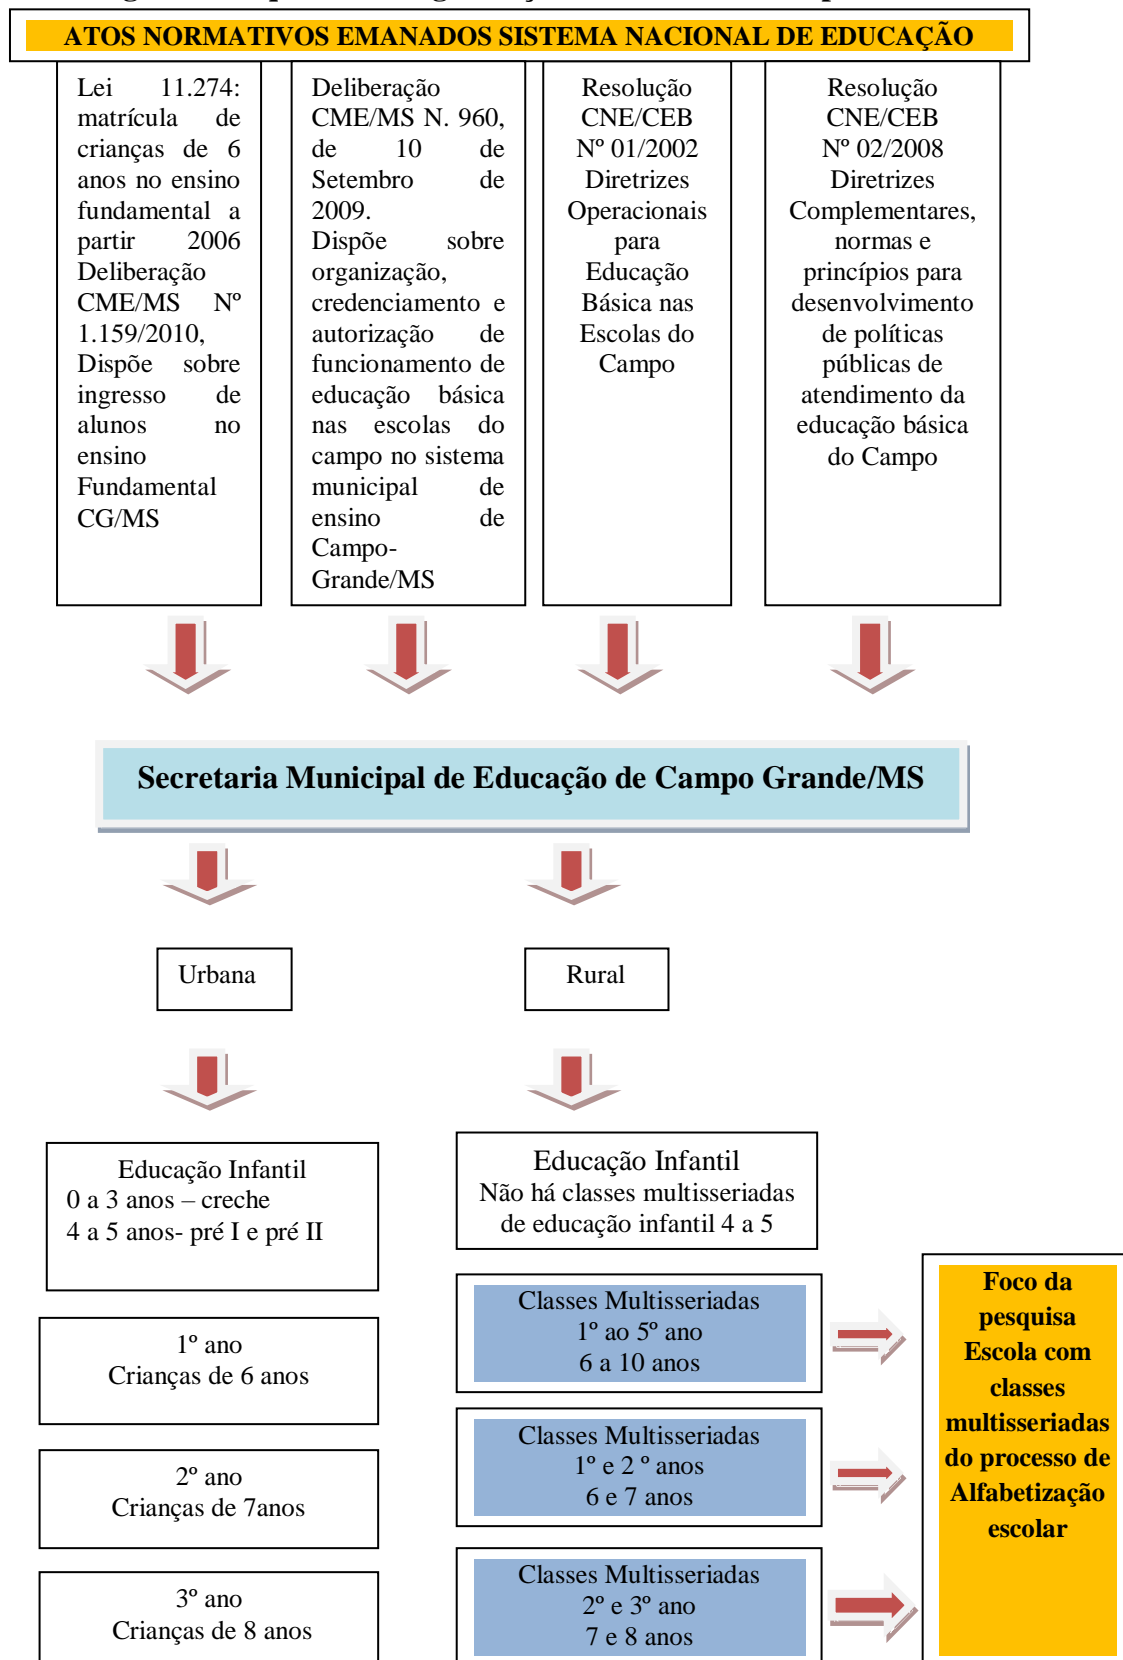 ATOS NORMATIVOS EMANADOS SISTEMA NACIONAL DE EDUCAÇÃO
Lei 11.274:
matrícula de
crianças de 6
anos no ensino
fundamental a
partir 2006
Deliberação
CME/MS Nº
1.159/2010,
Dispõe sobre
ingresso de
alunos no
ensino
Fundamental
CG/MS
Deliberação
CME/MS N. 960,
de 10 de
Setembro de
2009.
Dispõe sobre
organização,
credenciamento e
autorização de
funcionamento de
educação básica
nas escolas do
campo no sistema
municipal de
ensino de
Campo-
Grande/MS
Resolução
CNE/CEB
Nº 01/2002
Diretrizes
Operacionais
para
Educação
Básica nas
Escolas do
Campo
Resolução
CNE/CEB
Nº 02/2008
Diretrizes
Complementares,
normas e
princípios para
desenvolvimento
de políticas
públicas de
atendimento da
educação básica
do Campo
Secretaria Municipal de Educação de Campo Grande/MS
Urbana
Rural
Educação Infantil
0 a 3 anos – creche
4 a 5 anos- pré I e pré II
1º ano
Crianças de 6 anos
2º ano
Crianças de 7anos
3º ano
Crianças de 8 anos
Educação Infantil
Não há classes multisseriadas
de educação infantil 4 a 5
Classes Multisseriadas
1º ao 5º ano
6 a 10 anos
Classes Multisseriadas
1º e 2 º anos
6 e 7 anos
Classes Multisseriadas
2º e 3º ano
7 e 8 anos
Foco da
pesquisa
Escola com
classes
multisseriadas
do processo de
Alfabetização
escolar